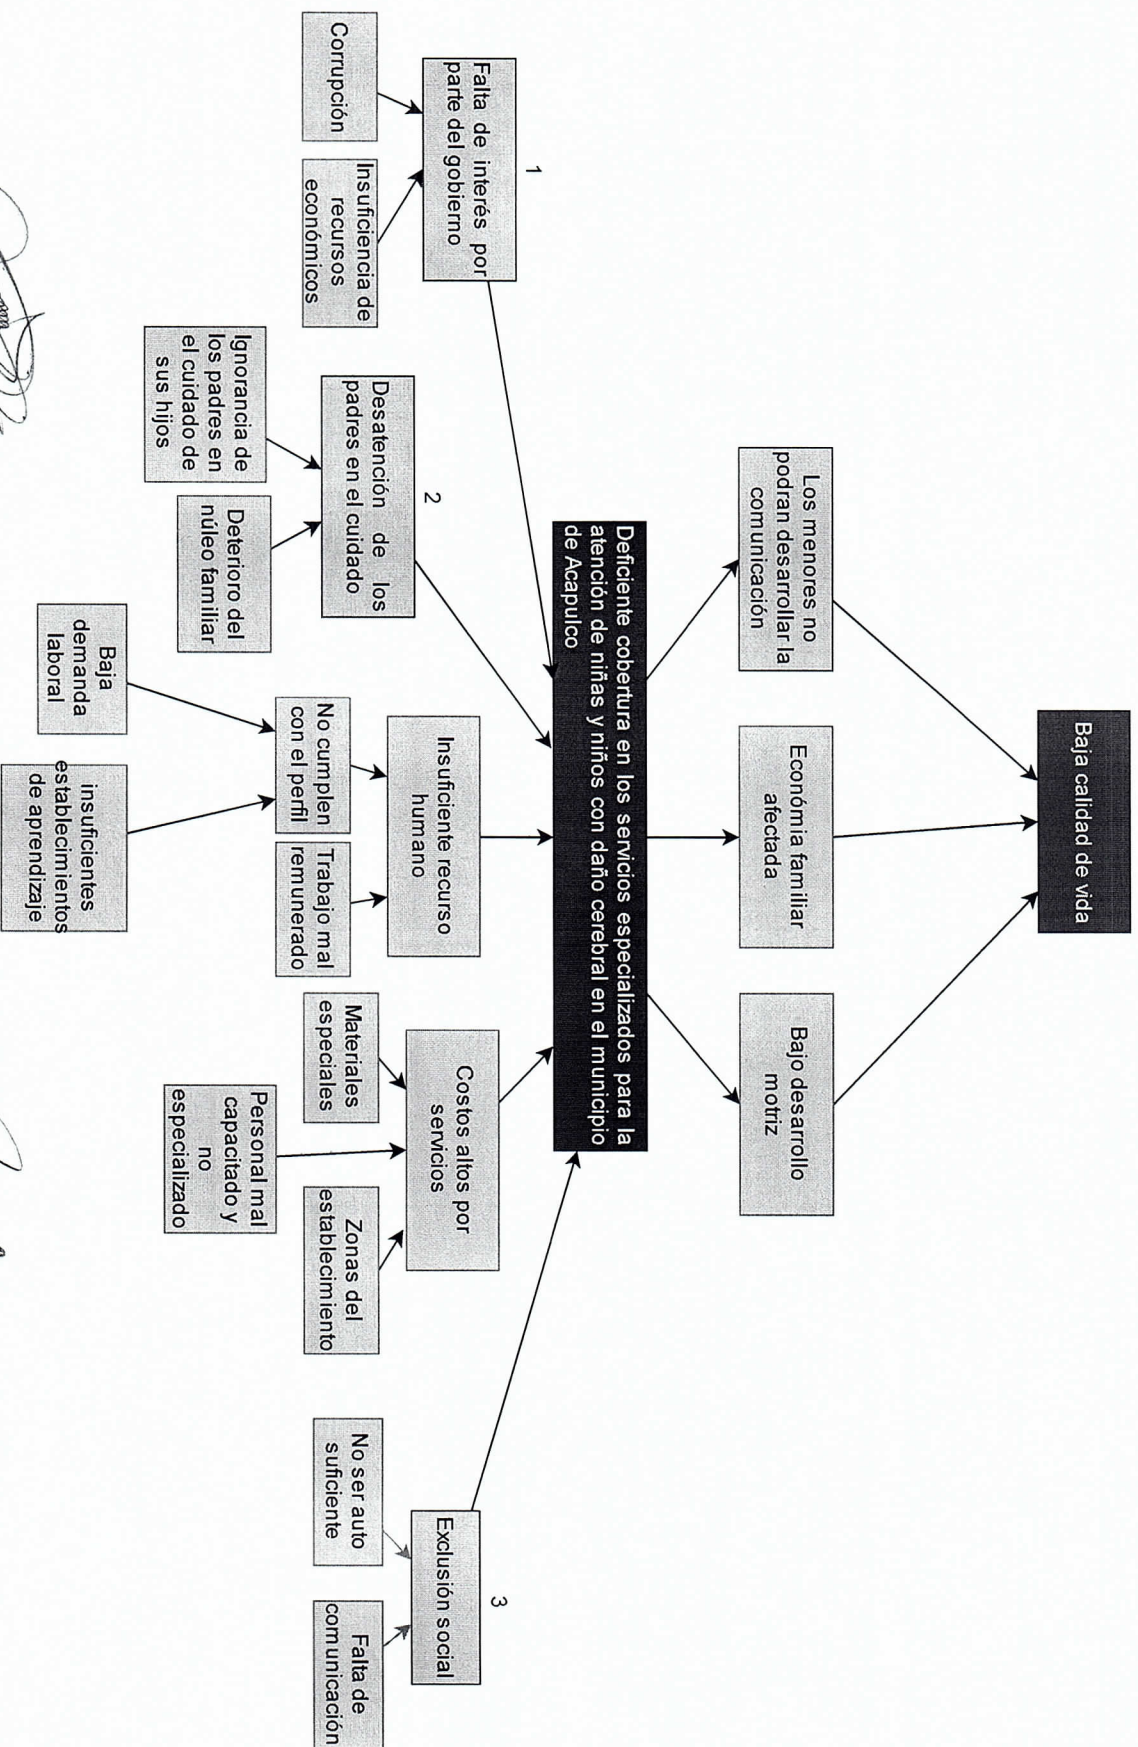 Baja calidad de vida
Los menores no
podran desarrollar la
comunicación
Económia familiar
afectada
Bajo desarrollo
motriz
Deficiente cobertura en los servicios especializados para la
atención de niñas y niños con daño cerebral en el municipio
de Acapulco
1
Falta de interés por
parte del gobierno
Corrupción
Insuficiencia de
recursos
económicos
2
Desatención de los
padres en el cuidado
Ignorancia de
los padres en
el cuidado de
sus hijos
Deterioro del
núleo familiar
Insuficiente recurso
humano
No cumplen
con el perfil
Trabajo mal
remunerado
Baja
demanda
laboral
insuficientes
establecimientos
de aprendizaje
Costos altos por
servicios
Materiales
especiales
Personal mal
capacitado y
no
especializado
Zonas del
establecimiento
3
Exclusión social
No ser auto
suficiente
Falta de
comunicación